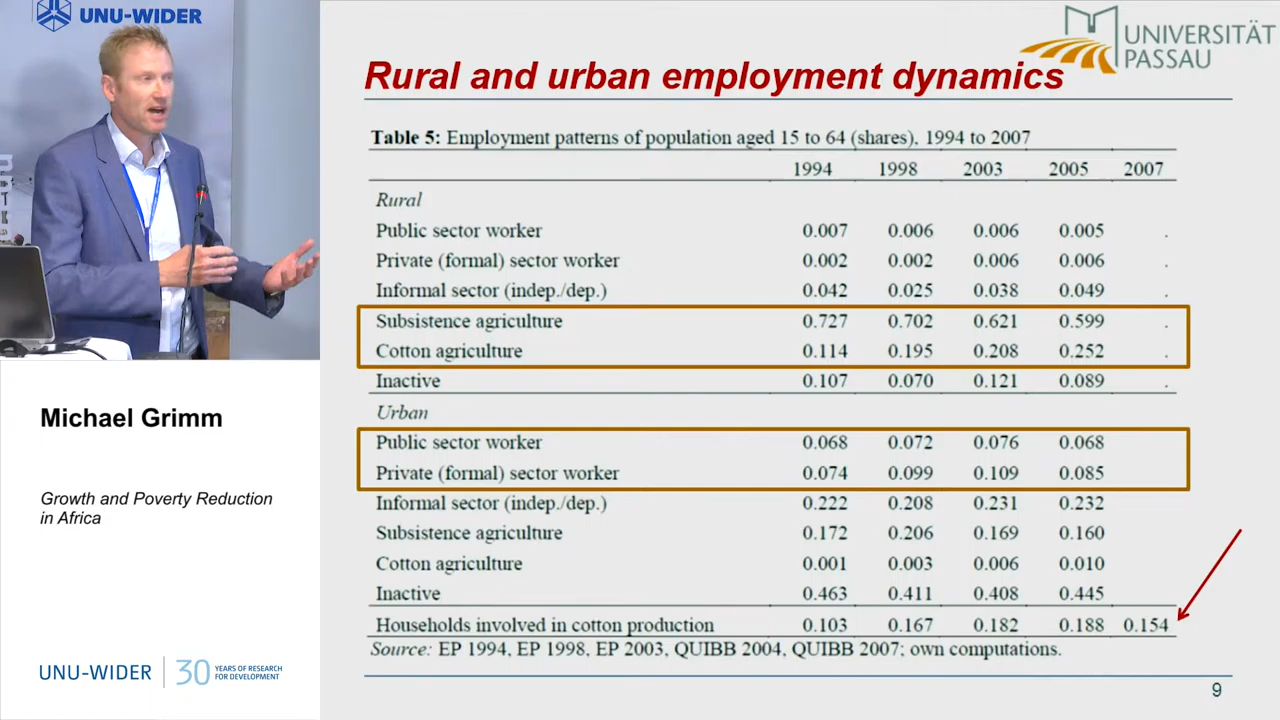 UNU-WIDER
UNIVERSITÄT
PASSAU
Rural and urban employment dynamics
Table 5: Employment patterns of population aged 15 to 64 (shares), 1994 to 2007
1994 1998 2003 2005 2007
Rural
Public sector worker 0.007 0.006 0.006 0.005 .
Private (formal) sector worker 0.002 0.002 0.006 0.006 .
Informal sector (indep./dep.) 0.042 0.025 0.038 0.049 .
Subsistence agriculture 0.727 0.702 0.621 0.599 .
Cotton agriculture 0.114 0.195 0.208 0.252 .
Inactive 0.107 0.070 0.121 0.089 .
Urban
Public sector worker 0.068 0.072 0.076 0.068
Private (formal) sector worker 0.074 0.099 0.109 0.085
Informal sector (indep./dep.) 0.222 0.208 0.231 0.232
Subsistence agriculture 0.172 0.206 0.169 0.160
Cotton agriculture 0.001 0.003 0.006 0.010
Inactive 0.463 0.411 0.408 0.445
Households involved in cotton production 0.103 0.167 0.182 0.188 0.154
Source: EP 1994, EP 1998, EP 2003, QUIBB 2004, QUIBB 2007; own computations.
9
Michael Grimm
Growth and Poverty Reduction
in Africa
UNU-WIDER
30 YEARS OF RESEARCH
FOR DEVELOPMENT